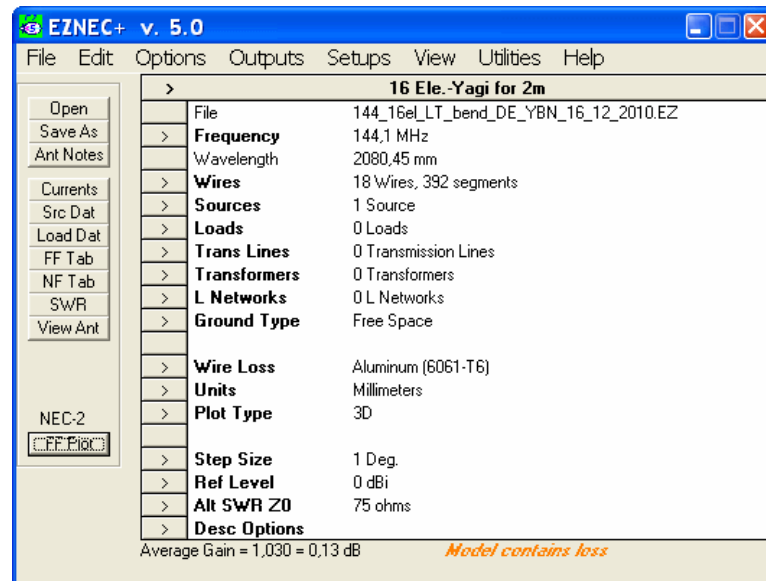 EZNEC+ v. 5.0
File Edit Options Outputs Setups View Utilities Help
> 16 Ele.-Yagi for 2m
Open
Save As
Ant Notes
Currents
Src Dat
Load Dat
FF Tab
NF Tab
SWR
View Ant
NEC-2
FF Plot
File 144_16el_LT_bend_DE_YBN_16_12_2010.EZ
> Frequency 144,1 MHz
Wavelength 2080,45 mm
> Wires 18 Wires, 392 segments
> Sources 1 Source
> Loads 0 Loads
> Trans Lines 0 Transmission Lines
> Transformers 0 Transformers
> L Networks 0 L Networks
> Ground Type Free Space
> Wire Loss Aluminum (6061-T6)
> Units Millimeters
> Plot Type 3D
> Step Size 1 Deg.
> Ref Level 0 dBi
> Alt SWR Z0 75 ohms
> Desc Options
Average Gain = 1,030 = 0,13 dB Model contains loss